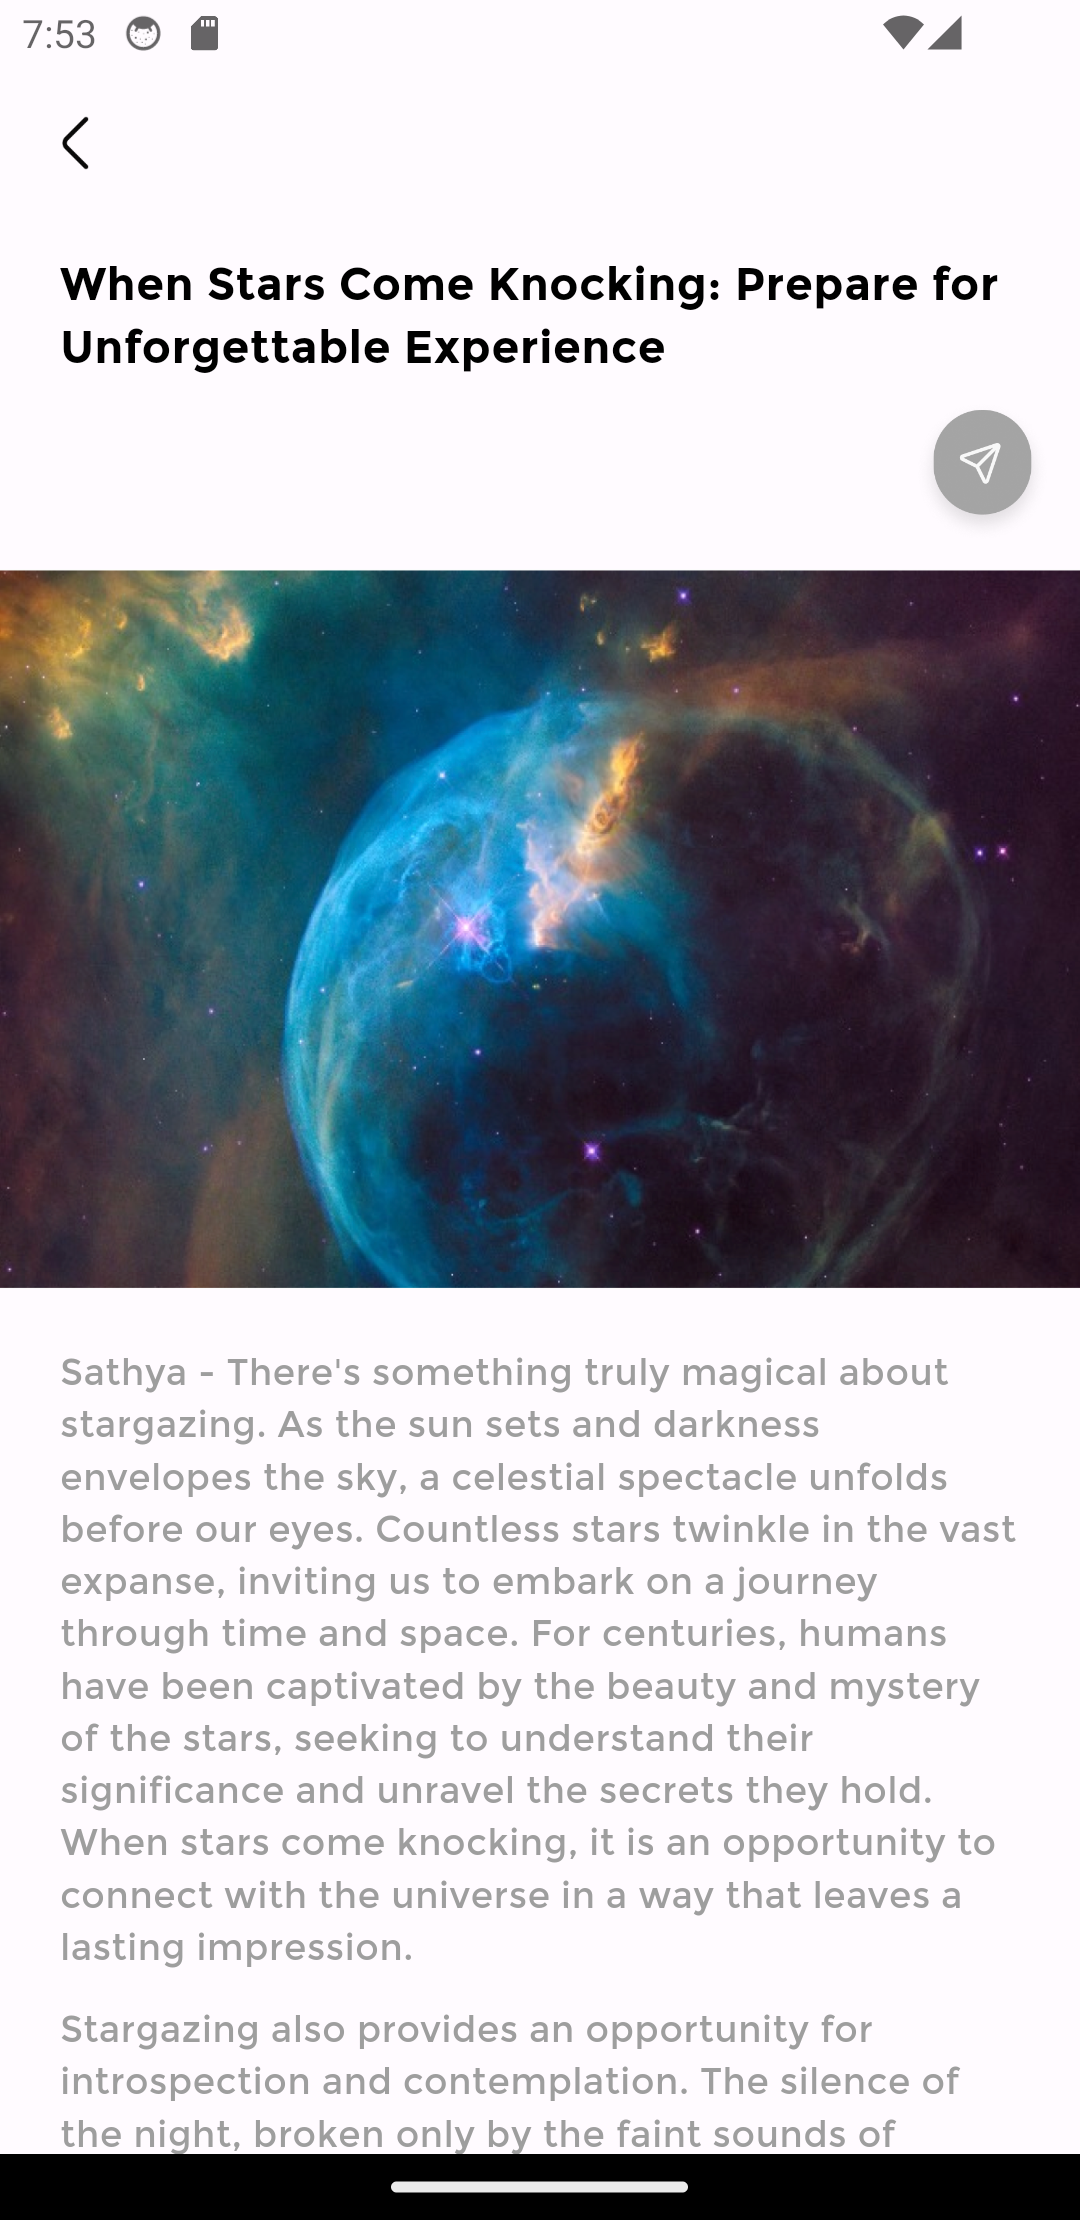 7:53
When Stars Come Knocking: Prepare for
Unforgettable Experience
Sathya - There's something truly magical about
stargazing. As the sun sets and darkness
envelopes the sky, a celestial spectacle unfolds
before our eyes. Countless stars twinkle in the vast
expanse, inviting us to embark on a journey
through time and space. For centuries, humans
have been captivated by the beauty and mystery
of the stars, seeking to understand their
significance and unravel the secrets they hold.
When stars come knocking, it is an opportunity to
connect with the universe in a way that leaves a
lasting impression.
Stargazing also provides an opportunity for
introspection and contemplation. The silence of
the night, broken only by the faint sounds of